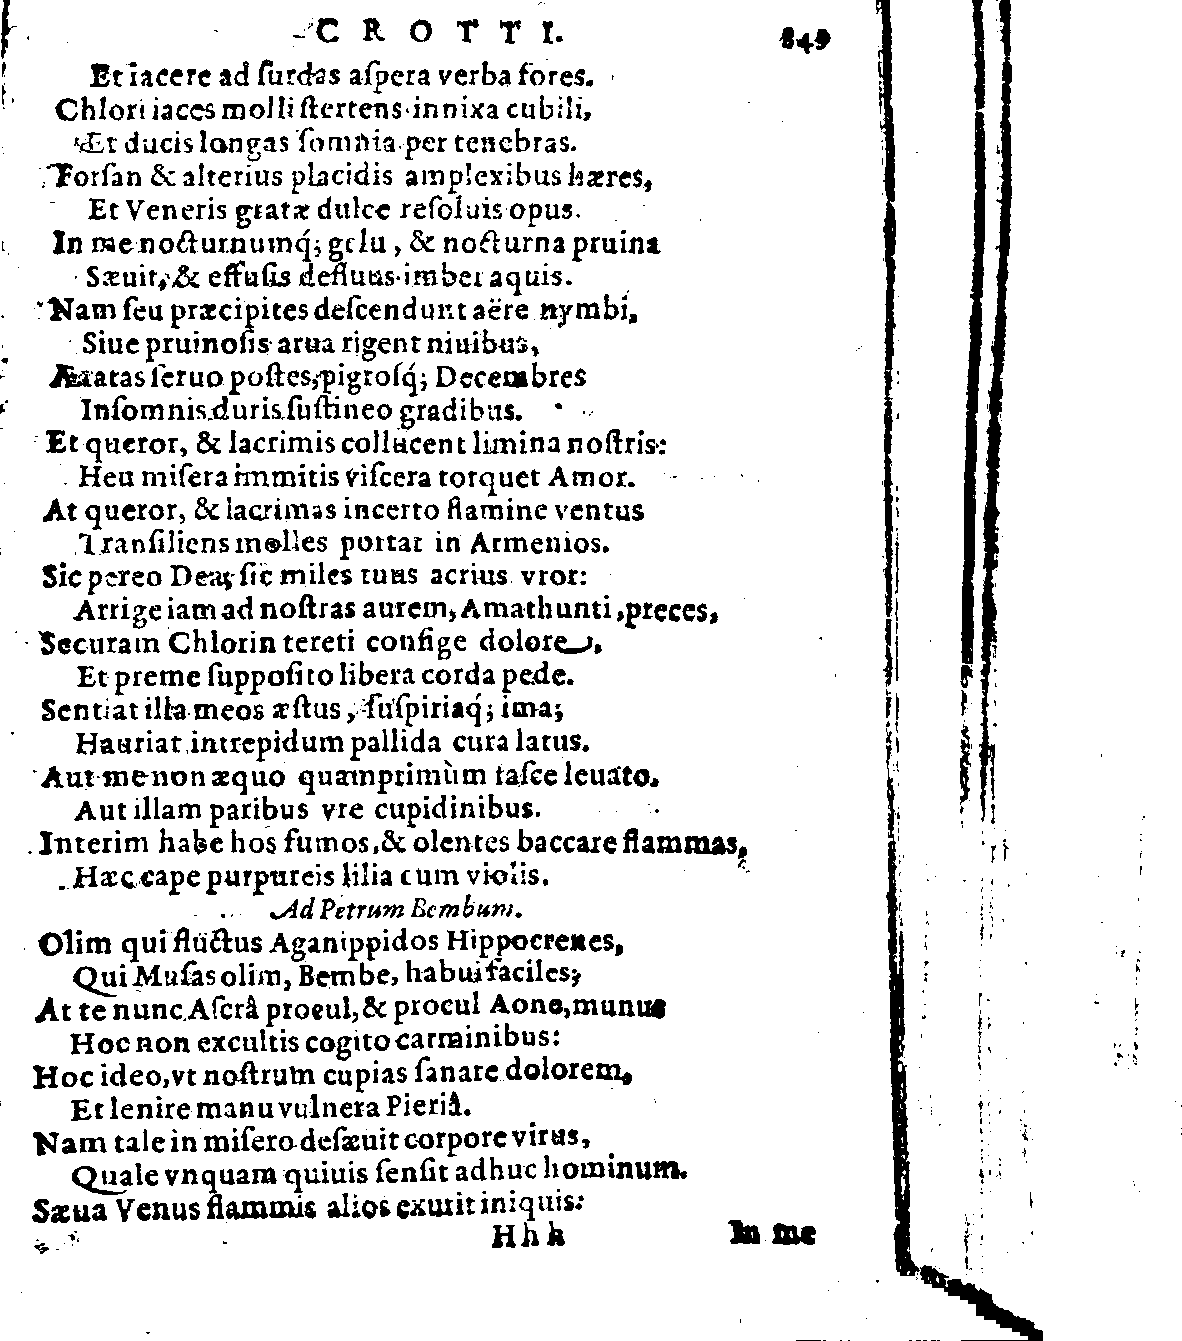 CROTTI. 849
Et iacere ad ſurdas aſpera verba fores.
Chlori iaces molli ſtertens innixa cubili,
Et ducis longas ſomnia per tenebras.
Forſan & alterius placidis amplexibus hæres,
Et Veneris gratæ dulce reſoluis opus.
In me nocturnumq́; gelu, & nocturna pruina
Sæuit, & effuſis defluus imber aquis.
Nam ſeu præcipites deſcendunt aëre nymbi,
Siue pruinoſis arua rigent niuibus,
ſeruo poſtes, pigroſq́; Decembres
Inſomnis duris ſuſtineo gradibus.
Et queror, & lacrimis collucent limina noſtris:
Heu miſera immitis viſcera torquet Amor.
At queror, & lacrimas incerto flamine ventus
Tranſiliens molles portat in Armenios.
Sic pereo Dea, ſic miles tuus acrius vror:
Arrige iam ad noſtras aurem, Amathunti, preces,
Securam Chlorin tereti confige dolore,
Et preme ſuppoſito libera corda pede.
Sentiat illa meos æſtus, ſuſpiriaq́; ima;
Hauriat intrepidum pallida cura latus.
Aut me non æquo quamprimùm faſce leuato.
Aut illam paribus vre cupidinibus.
Interim habe hos fumos, & olentes baccare flammas,
Hæc cape purpureis lilia cum violis.
Ad Petrum Bembum.
Olim qui fluctus Aganippidos Hippocrenes,
Qui Muſas olim, Bembe, habui faciles;
At te nunc Aſcrâ procul, & procul Aone, munus
Hoc non excultis cogito carminibus:
Hoc ideo, vt noſtrum cupias ſanare dolorem,
Et lenire manu vulnera Pieriâ.
Nam tale in miſero deſæuit corpore virus,
Quale vnquam quiuis ſenſit adhuc hominum.
Sæua Venus flammis alios exurit iniquis:
Hhh In me